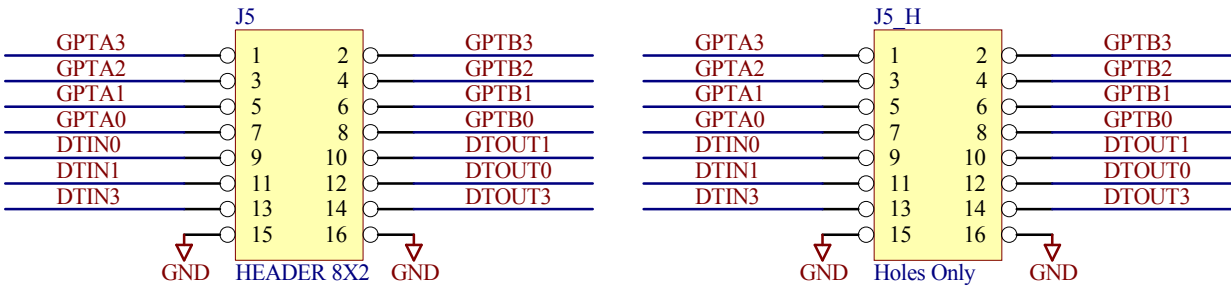 J5 J5_H
GPTA3 1 2 GPTB3 GPTA3 1 2 GPTB3
GPTA2 3 4 GPTB2 GPTA2 3 4 GPTB2
GPTA1 5 6 GPTB1 GPTA1 5 6 GPTB1
GPTA0 7 8 GPTB0 GPTA0 7 8 GPTB0
DTIN0 9 10 DTOUT1 DTIN0 9 10 DTOUT1
DTIN1 11 12 DTOUT0 DTIN1 11 12 DTOUT0
DTIN3 13 14 DTOUT3 DTIN3 13 14 DTOUT3
15 16 15 16
GND HEADER 8X2 GND GND Holes Only GND